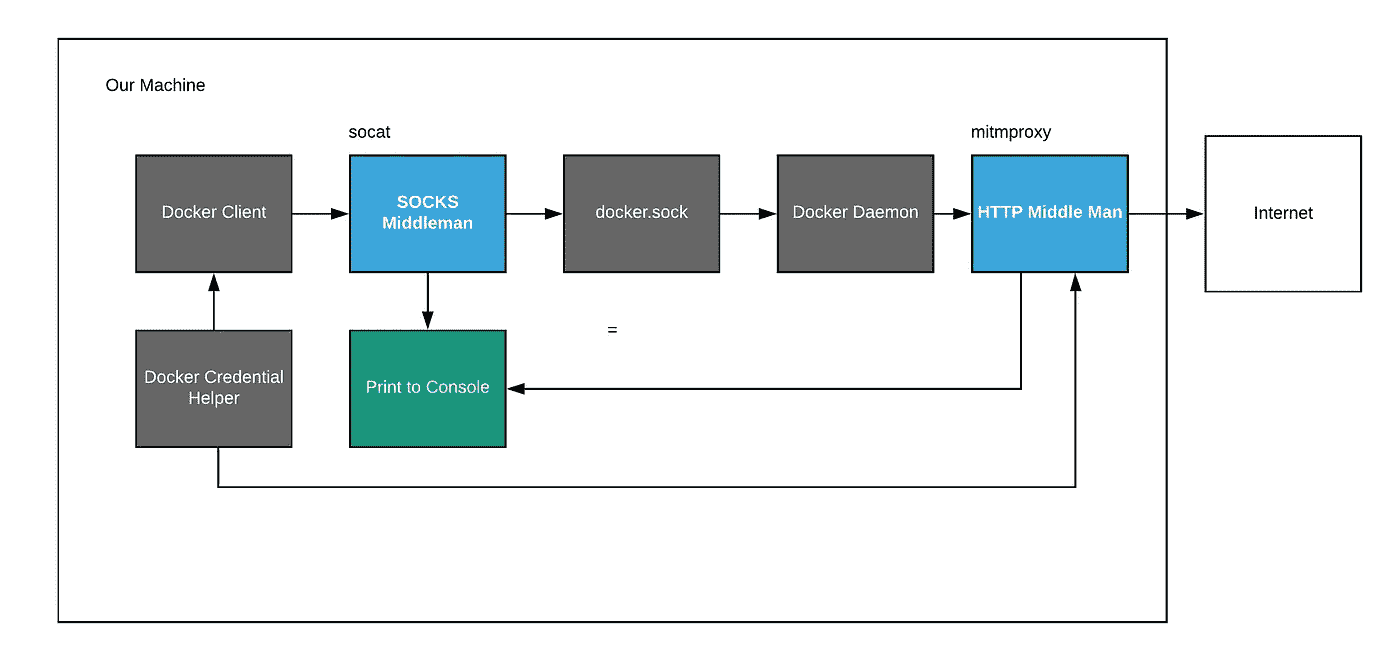 Our Machine
socat
mitmproxy
Docker Client
SOCKS
Middleman
docker.sock
Docker Daemon
HTTP Middle Man
Internet
=
Docker Credential
Helper
Print to Console